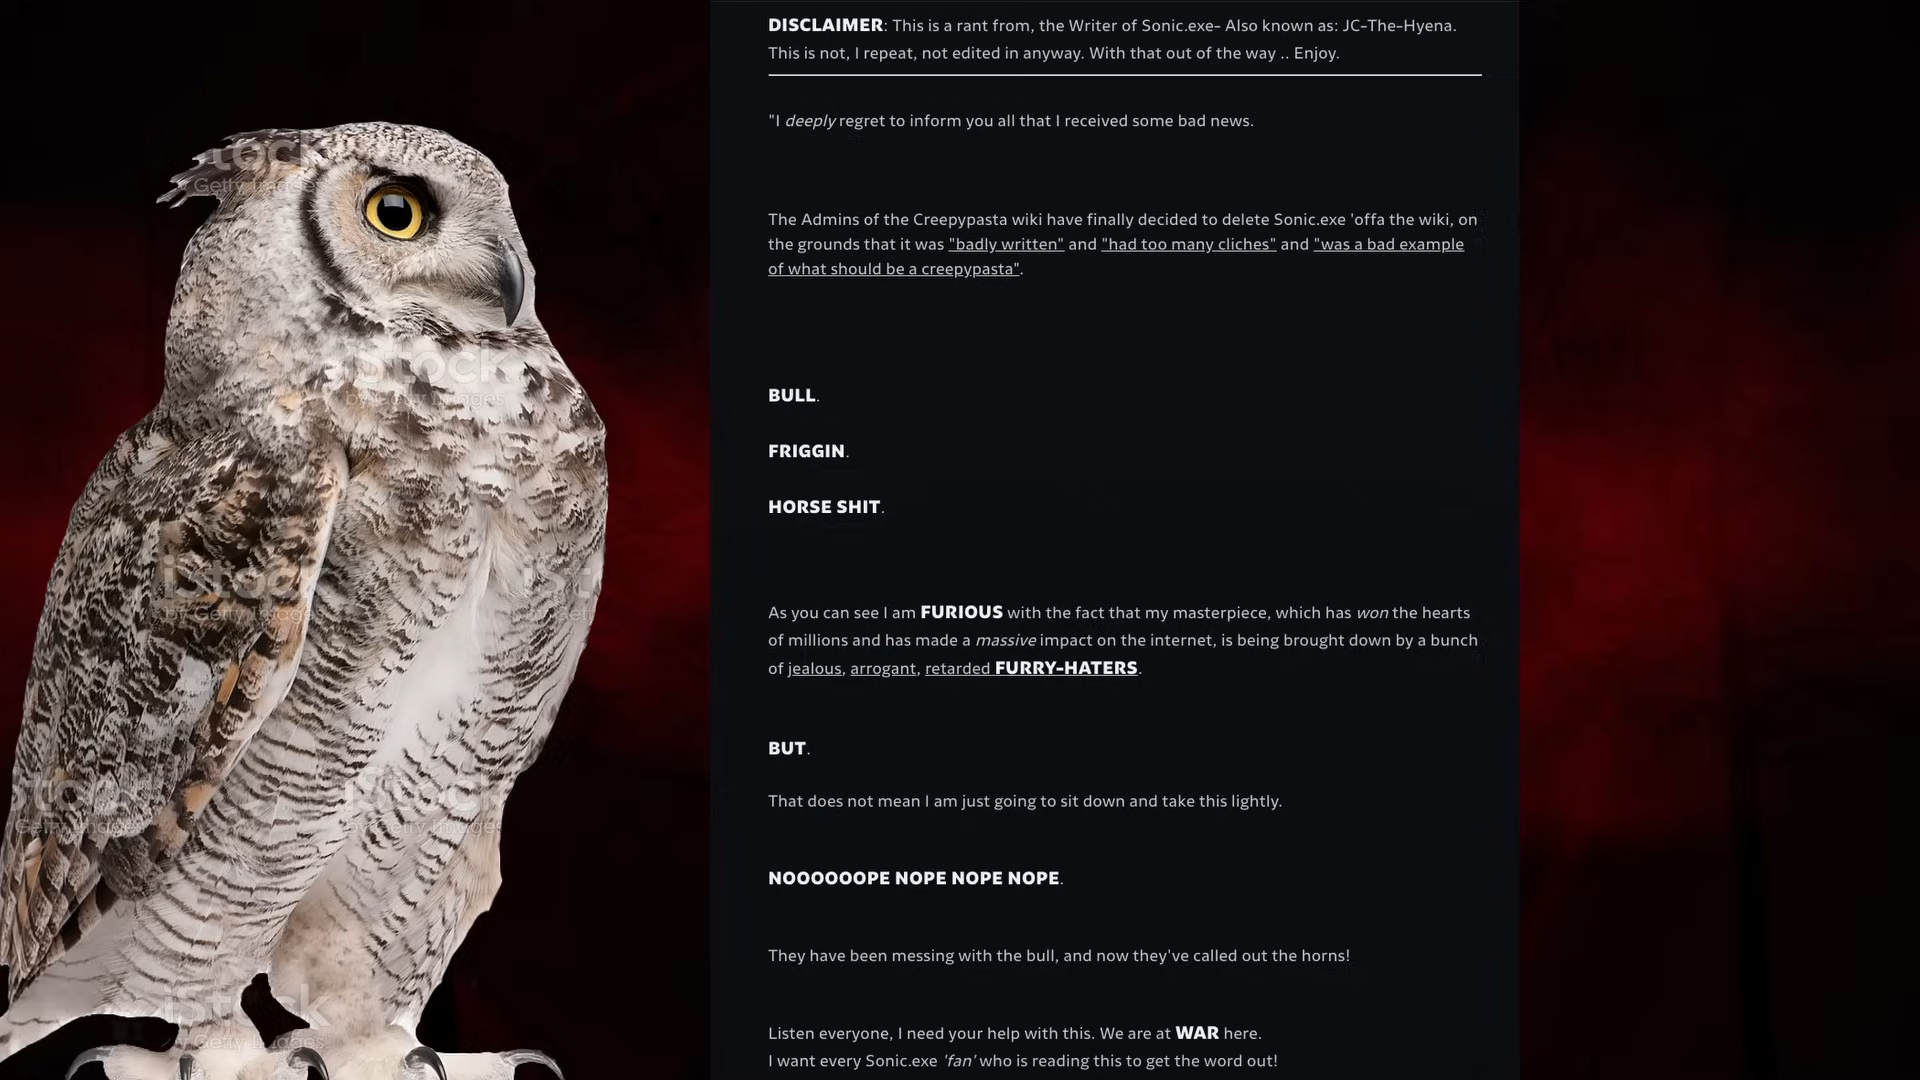 DISCLAIMER: This is a rant from, the Writer of Sonic.exe- Also known as: JC-The-Hyena.
This is not, I repeat, not edited in anyway. With that out of the way .. Enjoy.
"I deeply regret to inform you all that I received some bad news.
The Admins of the Creepypasta wiki have finally decided to delete Sonic.exe 'offa the wiki, on
the grounds that it was "badly written" and "had too many cliches" and "was a bad example
of what should be a creepypasta".
BULL.
FRIGGIN.
HORSE SHIT.
As you can see I am FURIOUS with the fact that my masterpiece, which has won the hearts
of millions and has made a massive impact on the internet, is being brought down by a bunch
of jealous, arrogant, retarded FURRY-HATERS.
BUT.
That does not mean I am just going to sit down and take this lightly.
NOOOOOOPE NOPE NOPE NOPE.
They have been messing with the bull, and now they've called out the horns!
Listen everyone, I need your help with this. We are at WAR here.
I want every Sonic.exe 'fan' who is reading this to get the word out!
iStock
by Getty Images